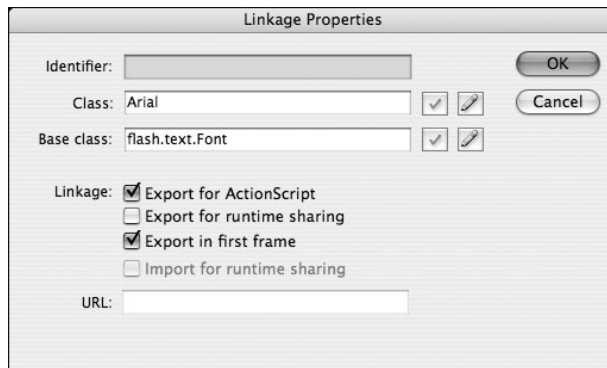 Linkage Properties
Identifier:
OK
Class: Arial
Cancel
Base class: flash.text.Font
Linkage: Export for ActionScript
Export for runtime sharing
Export in first frame
Import for runtime sharing
URL: